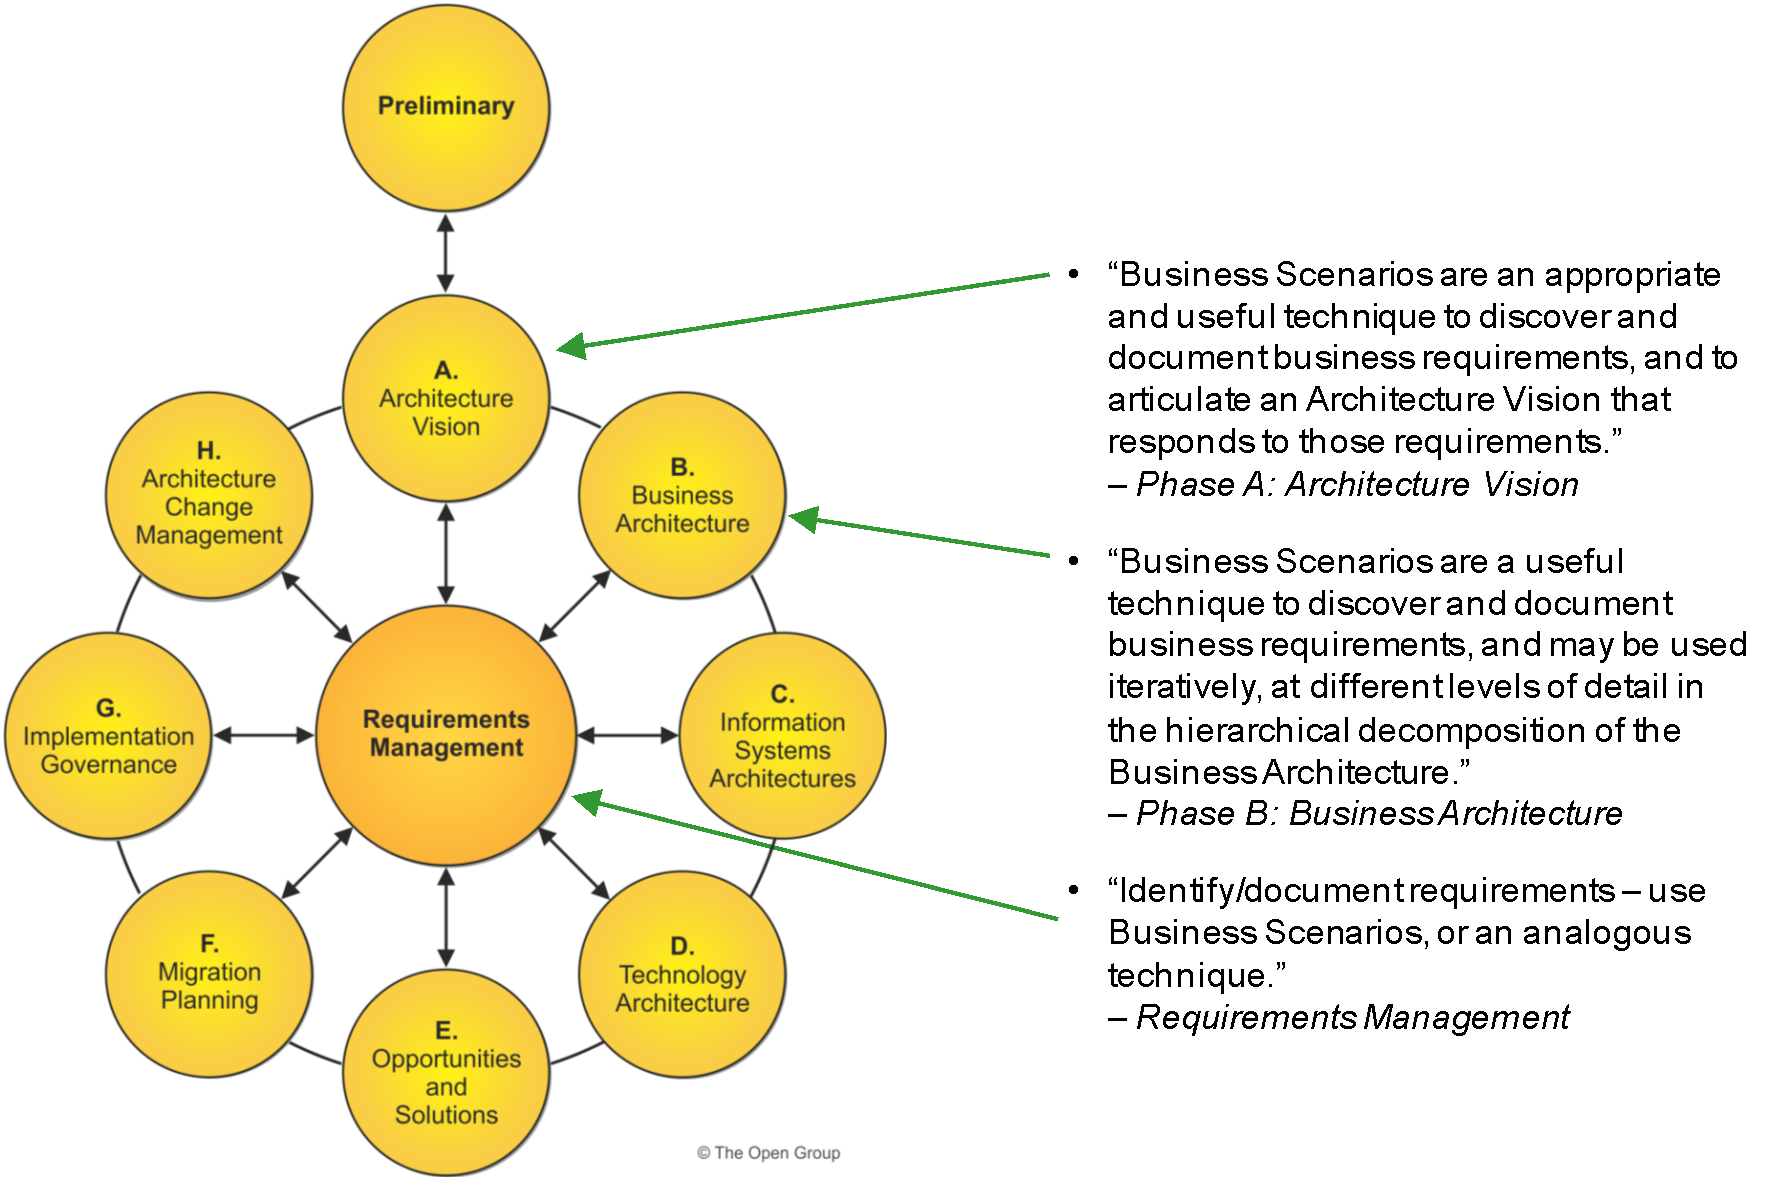 Preliminary
A.
Architecture
Vision
B.
Business
Architecture
C.
Information
Systems
Architectures
D.
Technology
Architecture
E.
Opportunities
and
Solutions
F.
Migration
Planning
G.
Implementation
Governance
H.
Architecture
Change
Management
Requirements
Management
• “Business Scenarios are an appropriate
and useful technique to discover and
document business requirements, and to
articulate an Architecture Vision that
responds to those requirements.”
– Phase A: Architecture Vision
• “Business Scenarios are a useful
technique to discover and document
business requirements, and may be used
iteratively, at different levels of detail in
the hierarchical decomposition of the
Business Architecture.”
– Phase B: Business Architecture
• “Identify/document requirements – use
Business Scenarios, or an analogous
technique.”
– Requirements Management
© The Open Group